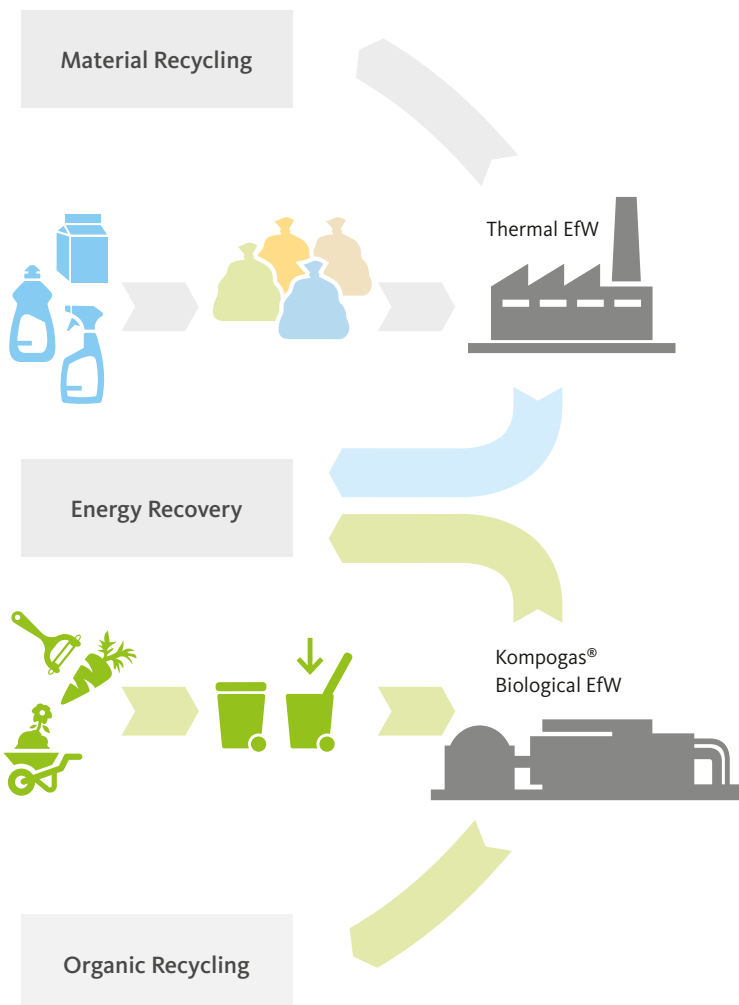 Material Recycling
Thermal EfW
Energy Recovery
Kompogas®
Biological EfW
Organic Recycling